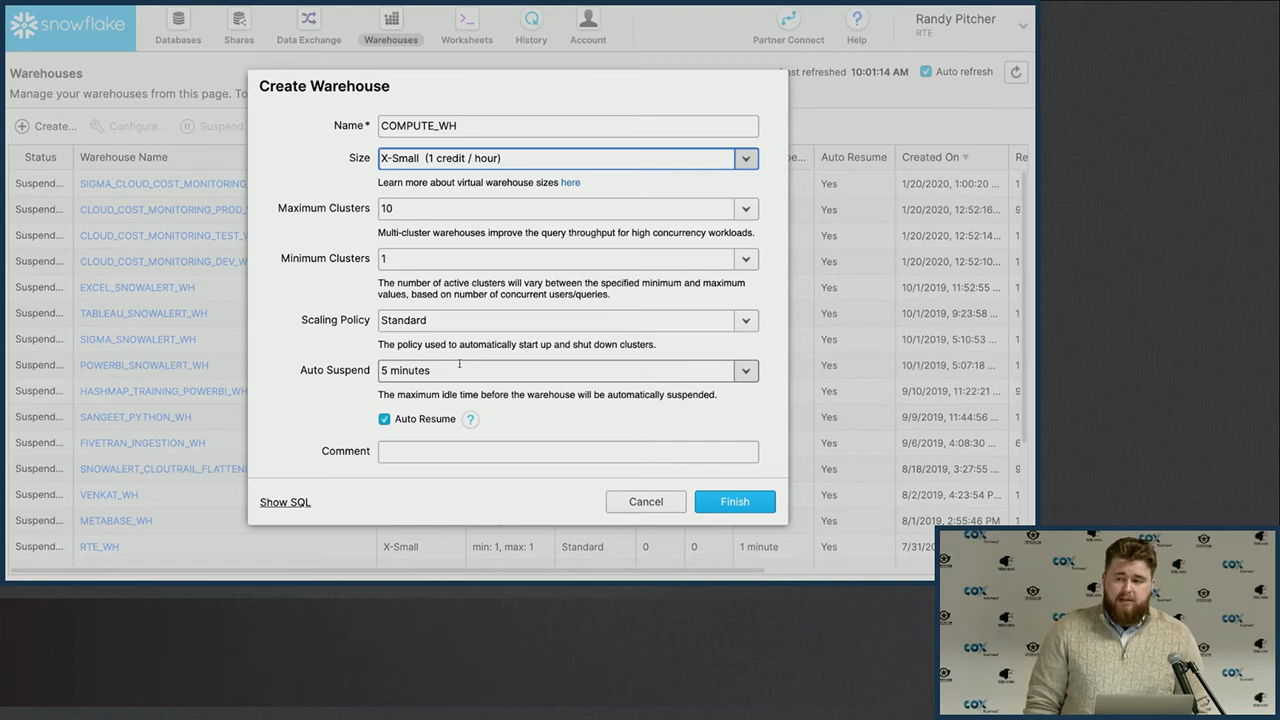 snowflake
Databases
Shares
Data Exchange
Warehouses
Worksheets
History
Account
Partner Connect
Help
Randy Pitcher
RTE
Warehouses
Last refreshed 10:01:14 AM
Auto refresh
Manage your warehouses from this page. To
Create...
Configure...
Suspend
Status
Warehouse Name
Auto Resume
Created On
Create Warehouse
Name*
COMPUTE_WH
Size
X-Small (1 credit / hour)
Learn more about virtual warehouse sizes here
Maximum Clusters
10
Multi-cluster warehouses improve the query throughput for high concurrency workloads.
Minimum Clusters
1
The number of active clusters will vary between the specified minimum and maximum
values, based on number of concurrent users/queries.
Scaling Policy
Standard
The policy used to automatically start up and shut down clusters.
Auto Suspend
5 minutes
The maximum idle time before the warehouse will be automatically suspended.
Auto Resume
?
Comment
Show SQL
Cancel
Finish
Suspend... SIGMA_CLOUD_COST_MONITORING Yes 1/20/2020, 1:00:20 ...
Suspend... CLOUD_COST_MONITORING_PROD_ Yes 1/20/2020, 12:52:16...
Suspend... CLOUD_COST_MONITORING_TEST_W Yes 1/20/2020, 12:52:14...
Suspend... CLOUD_COST_MONITORING_DEV_W Yes 1/20/2020, 12:52:10...
Suspend... EXCEL_SNOWALERT_WH Yes 10/1/2019, 11:52:55 ...
Suspend... TABLEAU_SNOWALERT_WH Yes 10/1/2019, 9:23:58 ...
Suspend... SIGMA_SNOWALERT_WH Yes 10/1/2019, 5:10:53 ...
Suspend... POWERBI_SNOWALERT_WH Yes 10/1/2019, 5:07:18 ...
Suspend... HASHMAP_TRAINING_POWERBI_WH Yes 9/10/2019, 11:22:21 ...
Suspend... SANGEET_PYTHON_WH Yes 9/9/2019, 11:44:56 ...
Suspend... FIVETRAN_INGESTION_WH Yes 9/6/2019, 4:08:30 ...
Suspend... SNOWALERT_CLOUTRAIL_FLATTEN Yes 8/18/2019, 3:27:55 ...
Suspend... VENKAT_WH Yes 8/2/2019, 4:23:54 P...
Suspend... METABASE_WH Yes 8/1/2019, 2:55:46 PM
Suspend... RTE_WH X-Small min: 1, max: 1 Standard 0 0 1 minute Yes 7/31/20
COX